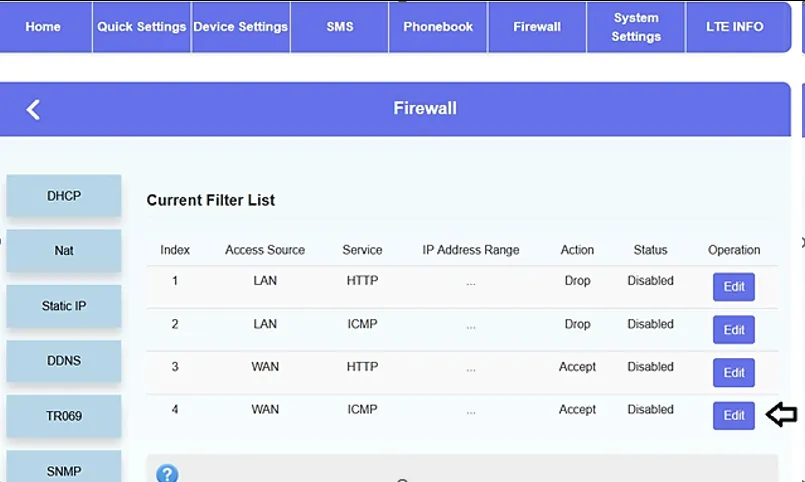 Home Quick Settings Device Settings SMS Phonebook Firewall System Settings LTE INFO
Firewall
DHCP
Nat
Static IP
DDNS
TR069
SNMP
Current Filter List
Index Access Source Service IP Address Range Action Status Operation
1 LAN HTTP ... Drop Disabled Edit
2 LAN ICMP ... Drop Disabled Edit
3 WAN HTTP ... Accept Disabled Edit
4 WAN ICMP ... Accept Disabled Edit
?